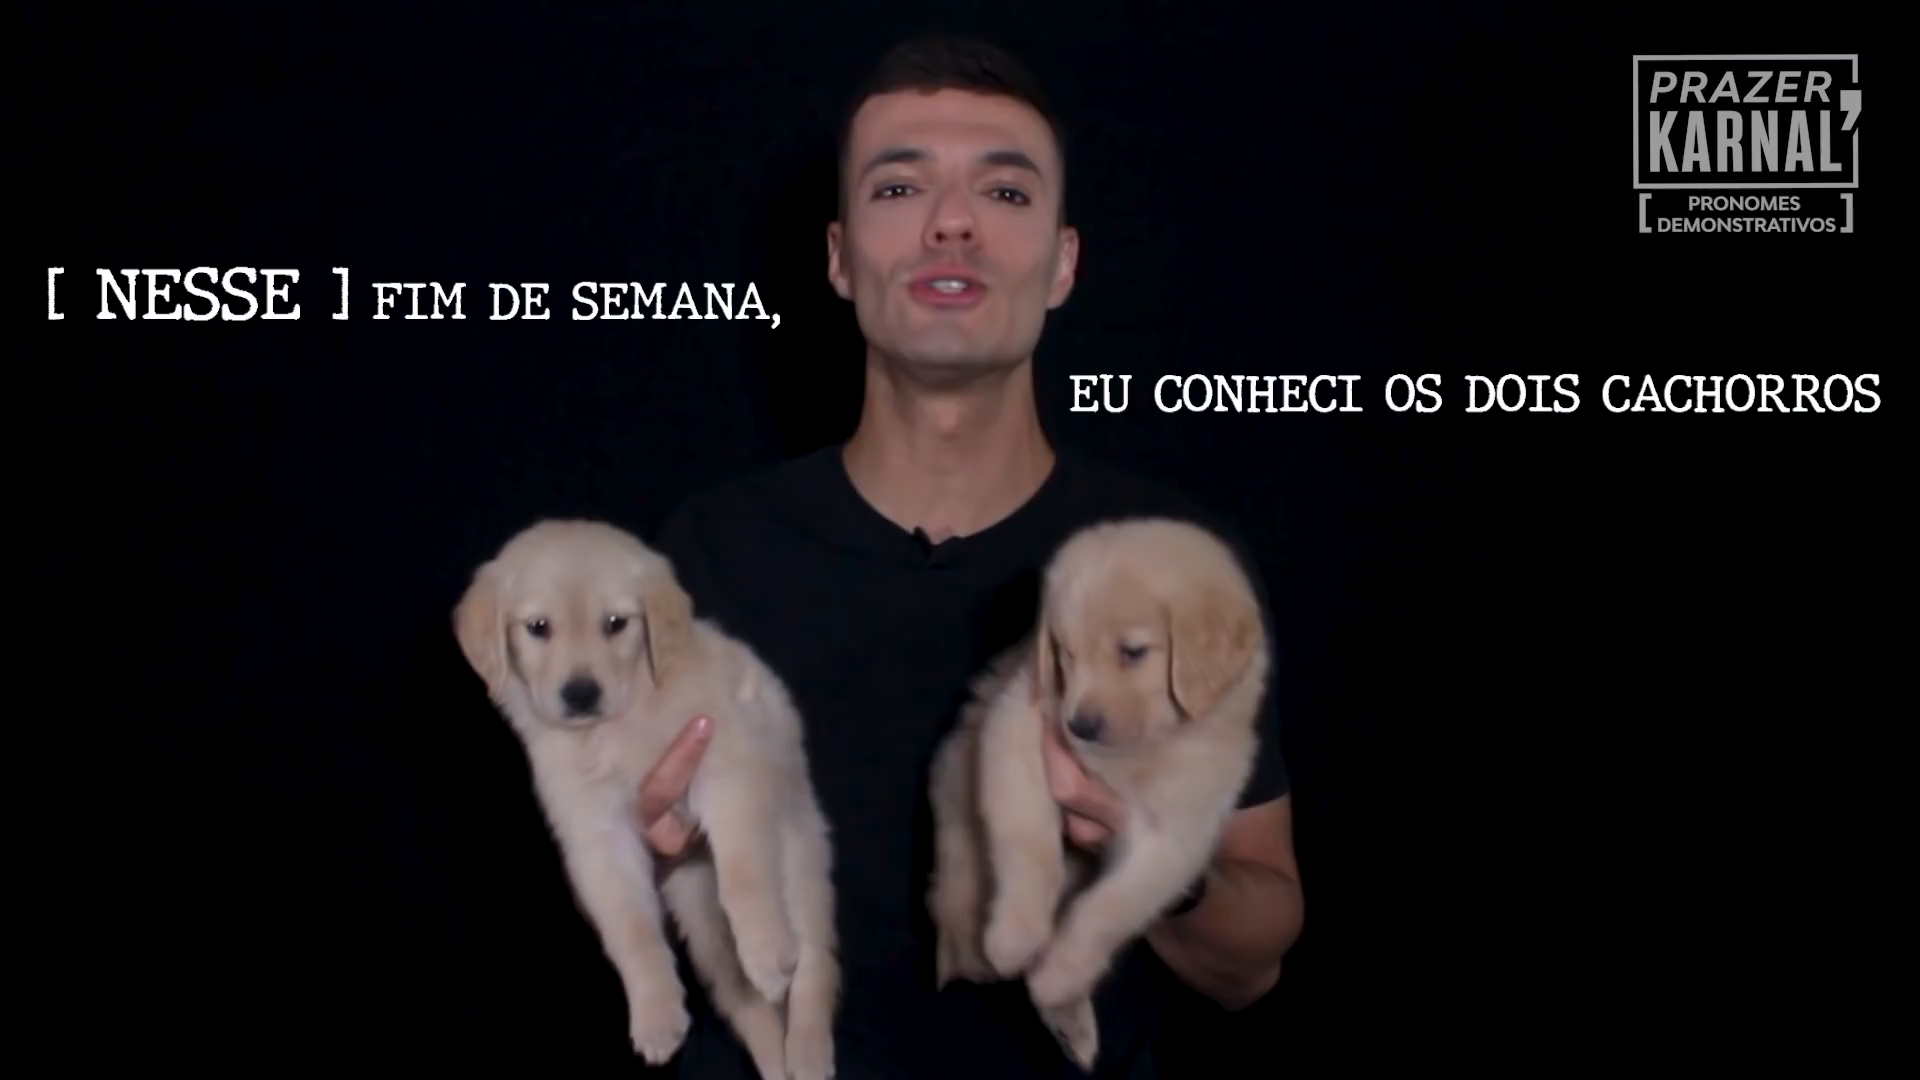 PRAZER,
KARNAL
[ PRONOMES
DEMONSTRATIVOS ]
[ NESSE ] FIM DE SEMANA,
EU CONHECI OS DOIS CACHORROS